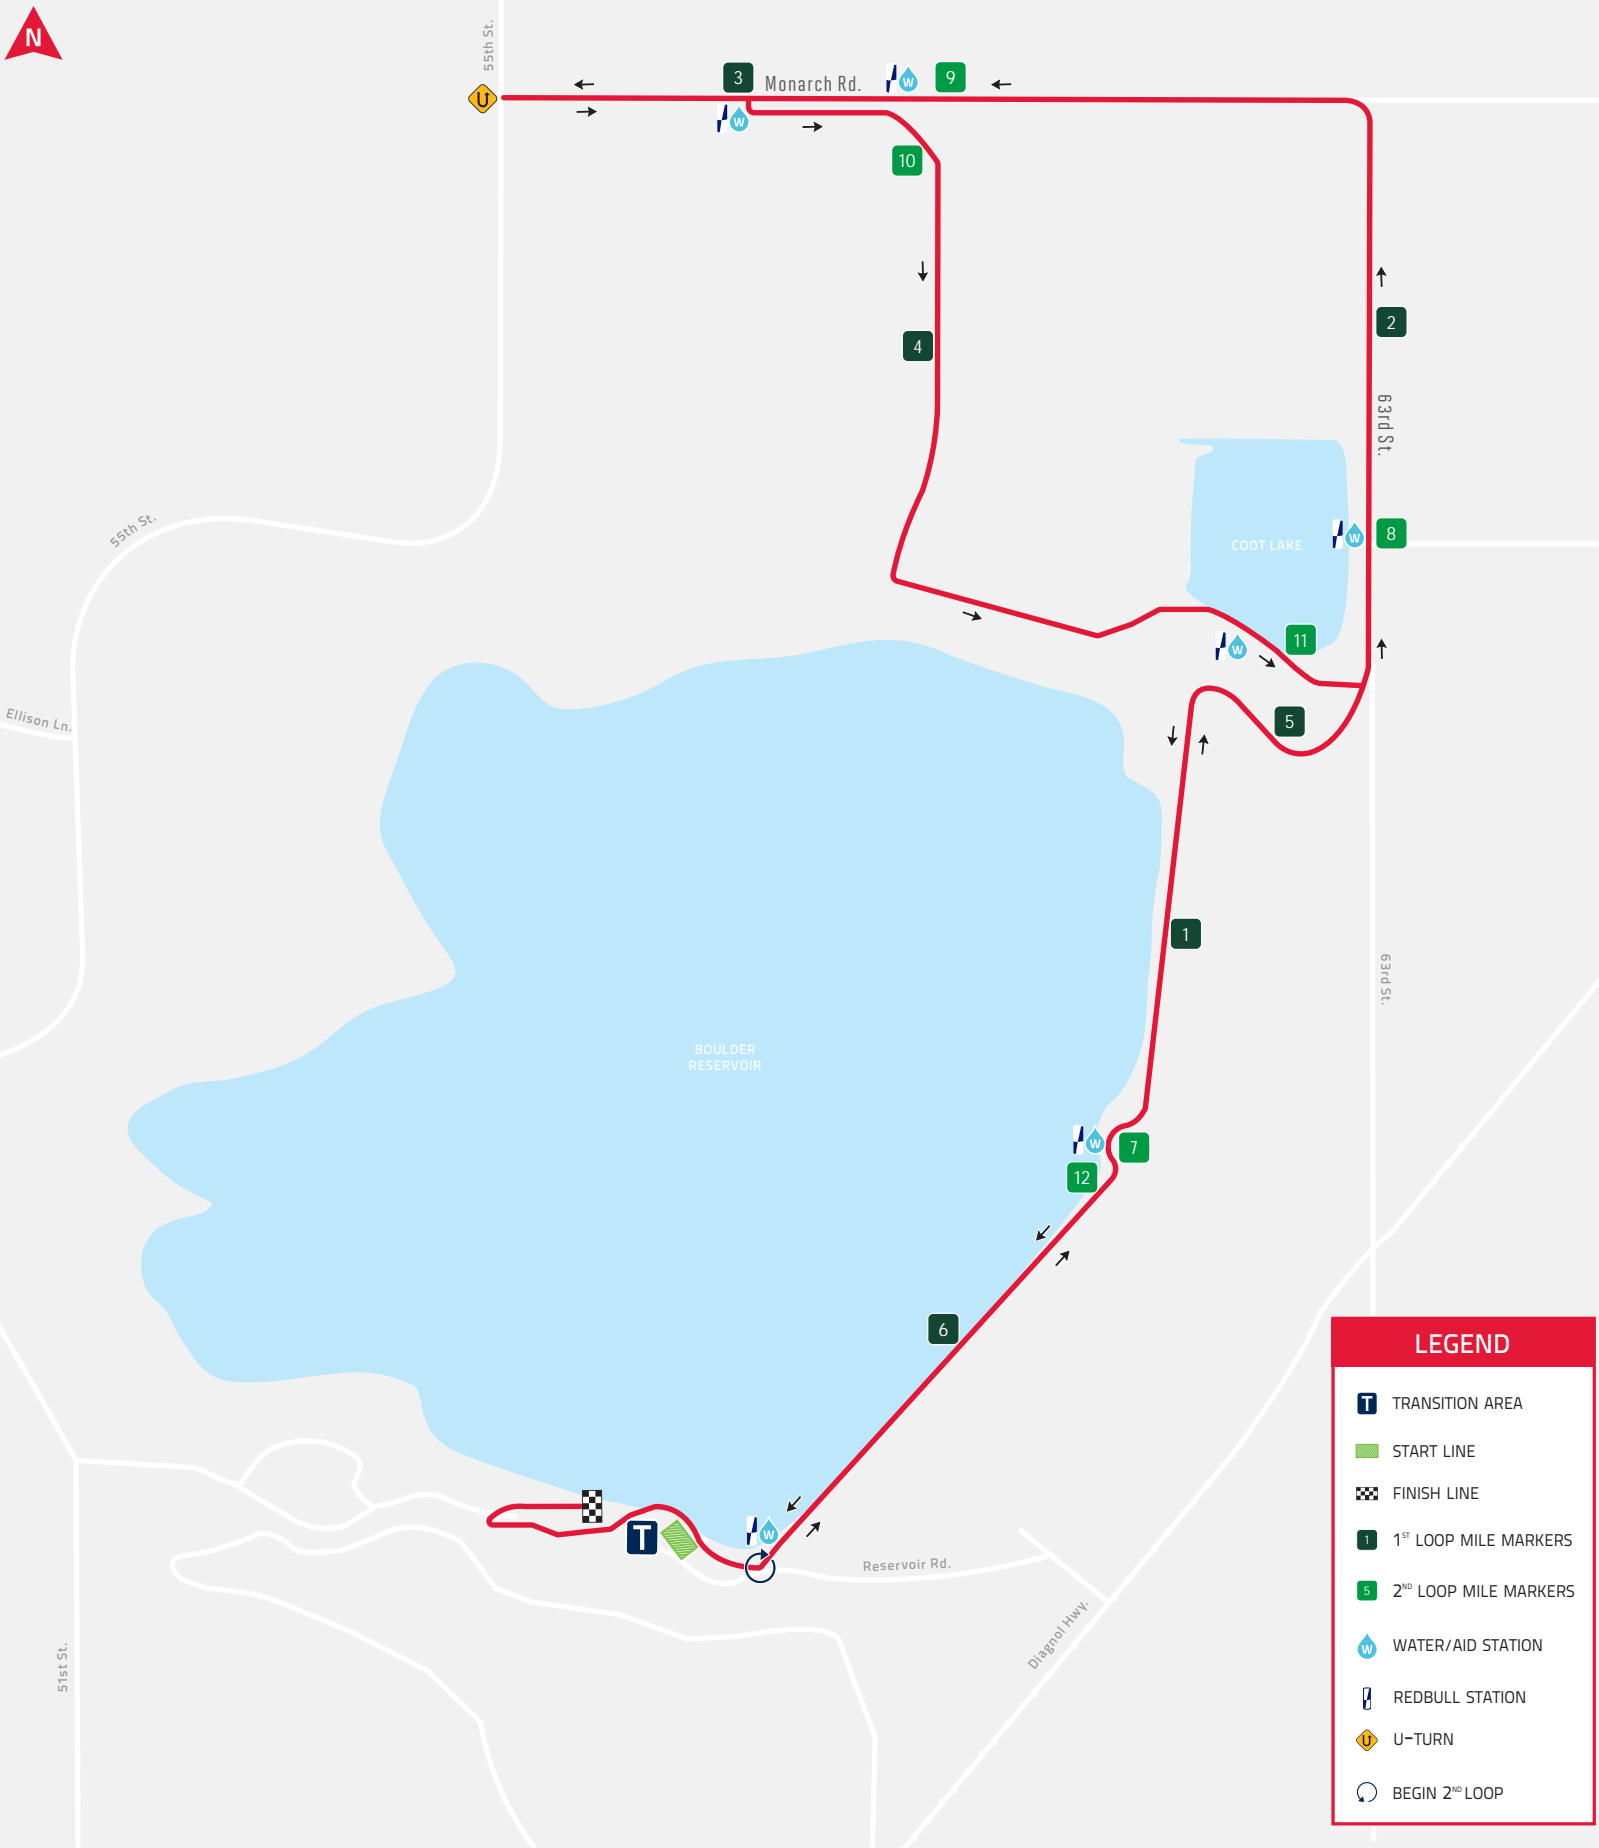 N
55th St.
3
Monarch Rd.
W
9
W
10
2
4
63rd St.
55th St.
COOT LAKE
W
8
11
W
Ellison Ln.
5
1
63rd St.
BOULDER
RESERVOIR
W
7
12
6
T
W
Reservoir Rd.
Diagnol Hwy.
51st St.
LEGEND
T TRANSITION AREA
START LINE
FINISH LINE
1 1ST LOOP MILE MARKERS
5 2ND LOOP MILE MARKERS
W WATER/AID STATION
REDBULL STATION
U-TURN
BEGIN 2ND LOOP